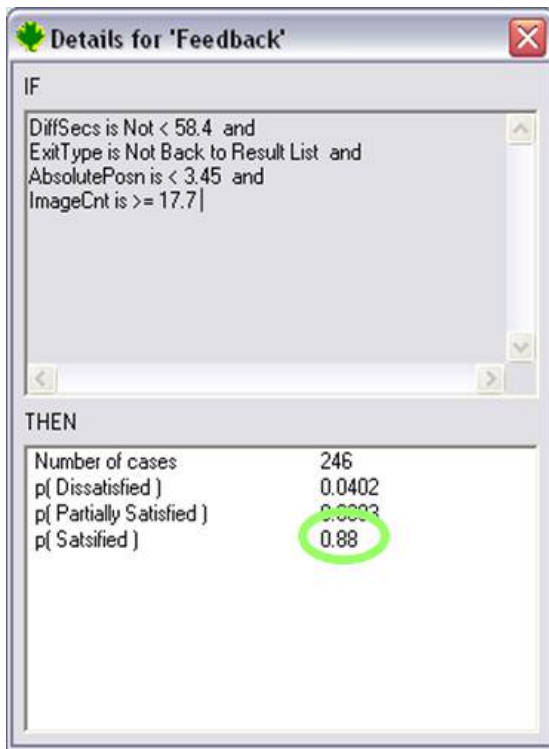 Details for 'Feedback'
IF
DiffSecs is Not < 58.4 and
ExitType is Not Back to Result List and
AbsolutePosn is < 3.45 and
ImageCnt is >= 17.7
THEN
Number of cases 246
p( Dissatisfied ) 0.0402
p( Partially Satisfied )
p( Satsified ) 0.88